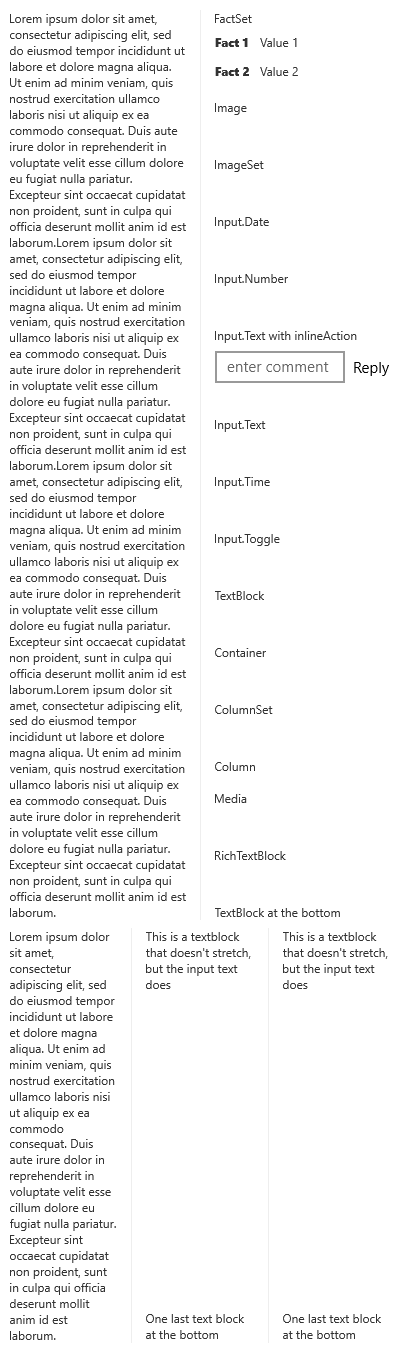 Lorem ipsum dolor sit amet,
consectetur adipiscing elit, sed
do eiusmod tempor incididunt ut
labore et dolore magna aliqua.
Ut enim ad minim veniam, quis
nostrud exercitation ullamco
laboris nisi ut aliquip ex ea
commodo consequat. Duis aute
irure dolor in reprehenderit in
voluptate velit esse cillum dolore
eu fugiat nulla pariatur.
Excepteur sint occaecat cupidatat
non proident, sunt in culpa qui
officia deserunt mollit anim id est
laborum.Lorem ipsum dolor sit
amet, consectetur adipiscing elit,
sed do eiusmod tempor
incididunt ut labore et dolore
magna aliqua. Ut enim ad minim
veniam, quis nostrud exercitation
ullamco laboris nisi ut aliquip ex
ea commodo consequat. Duis
aute irure dolor in reprehenderit
in voluptate velit esse cillum
dolore eu fugiat nulla pariatur.
Excepteur sint occaecat cupidatat
non proident, sunt in culpa qui
officia deserunt mollit anim id est
laborum.Lorem ipsum dolor sit
amet, consectetur adipiscing elit,
sed do eiusmod tempor
incididunt ut labore et dolore
magna aliqua. Ut enim ad minim
veniam, quis nostrud exercitation
ullamco laboris nisi ut aliquip ex
ea commodo consequat. Duis
aute irure dolor in reprehenderit
in voluptate velit esse cillum
dolore eu fugiat nulla pariatur.
Excepteur sint occaecat cupidatat
non proident, sunt in culpa qui
officia deserunt mollit anim id est
laborum.Lorem ipsum dolor sit
amet, consectetur adipiscing elit,
sed do eiusmod tempor
incididunt ut labore et dolore
magna aliqua. Ut enim ad minim
veniam, quis nostrud exercitation
ullamco laboris nisi ut aliquip ex
ea commodo consequat. Duis
aute irure dolor in reprehenderit
in voluptate velit esse cillum
dolore eu fugiat nulla pariatur.
Excepteur sint occaecat cupidatat
non proident, sunt in culpa qui
officia deserunt mollit anim id est
laborum.
FactSet
Fact 1 Value 1
Fact 2 Value 2
Image
ImageSet
Input.Date
Input.Number
Input.Text with inlineAction
enter comment Reply
Input.Text
Input.Time
Input.Toggle
TextBlock
Container
ColumnSet
Column
Media
RichTextBlock
TextBlock at the bottom
Lorem ipsum dolor
sit amet,
consectetur
adipiscing elit, sed
do eiusmod tempor
incididunt ut labore
et dolore magna
aliqua. Ut enim ad
minim veniam, quis
nostrud exercitation
ullamco laboris nisi
ut aliquip ex ea
commodo
consequat. Duis
aute irure dolor in
reprehenderit in
voluptate velit esse
cillum dolore eu
fugiat nulla pariatur.
Excepteur sint
occaecat cupidatat
non proident, sunt
in culpa qui officia
deserunt mollit
anim id est
laborum.
This is a textblock
that doesn't stretch,
but the input text
does
One last text block
at the bottom
This is a textblock
that doesn't stretch,
but the input text
does
One last text block
at the bottom